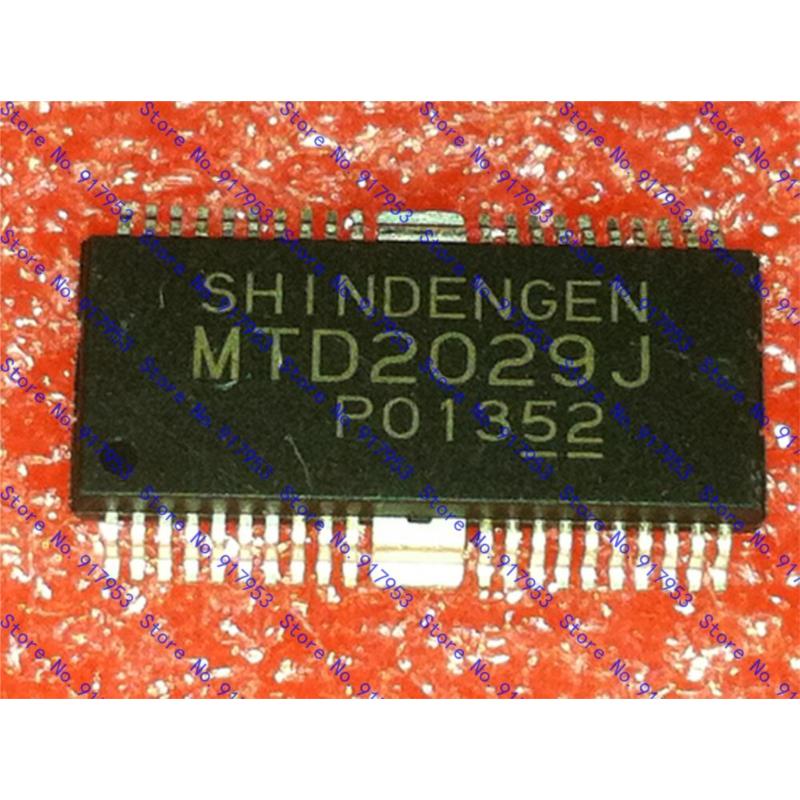 SHINDENGEN
MTD2029J
P01352
Store No. 917953